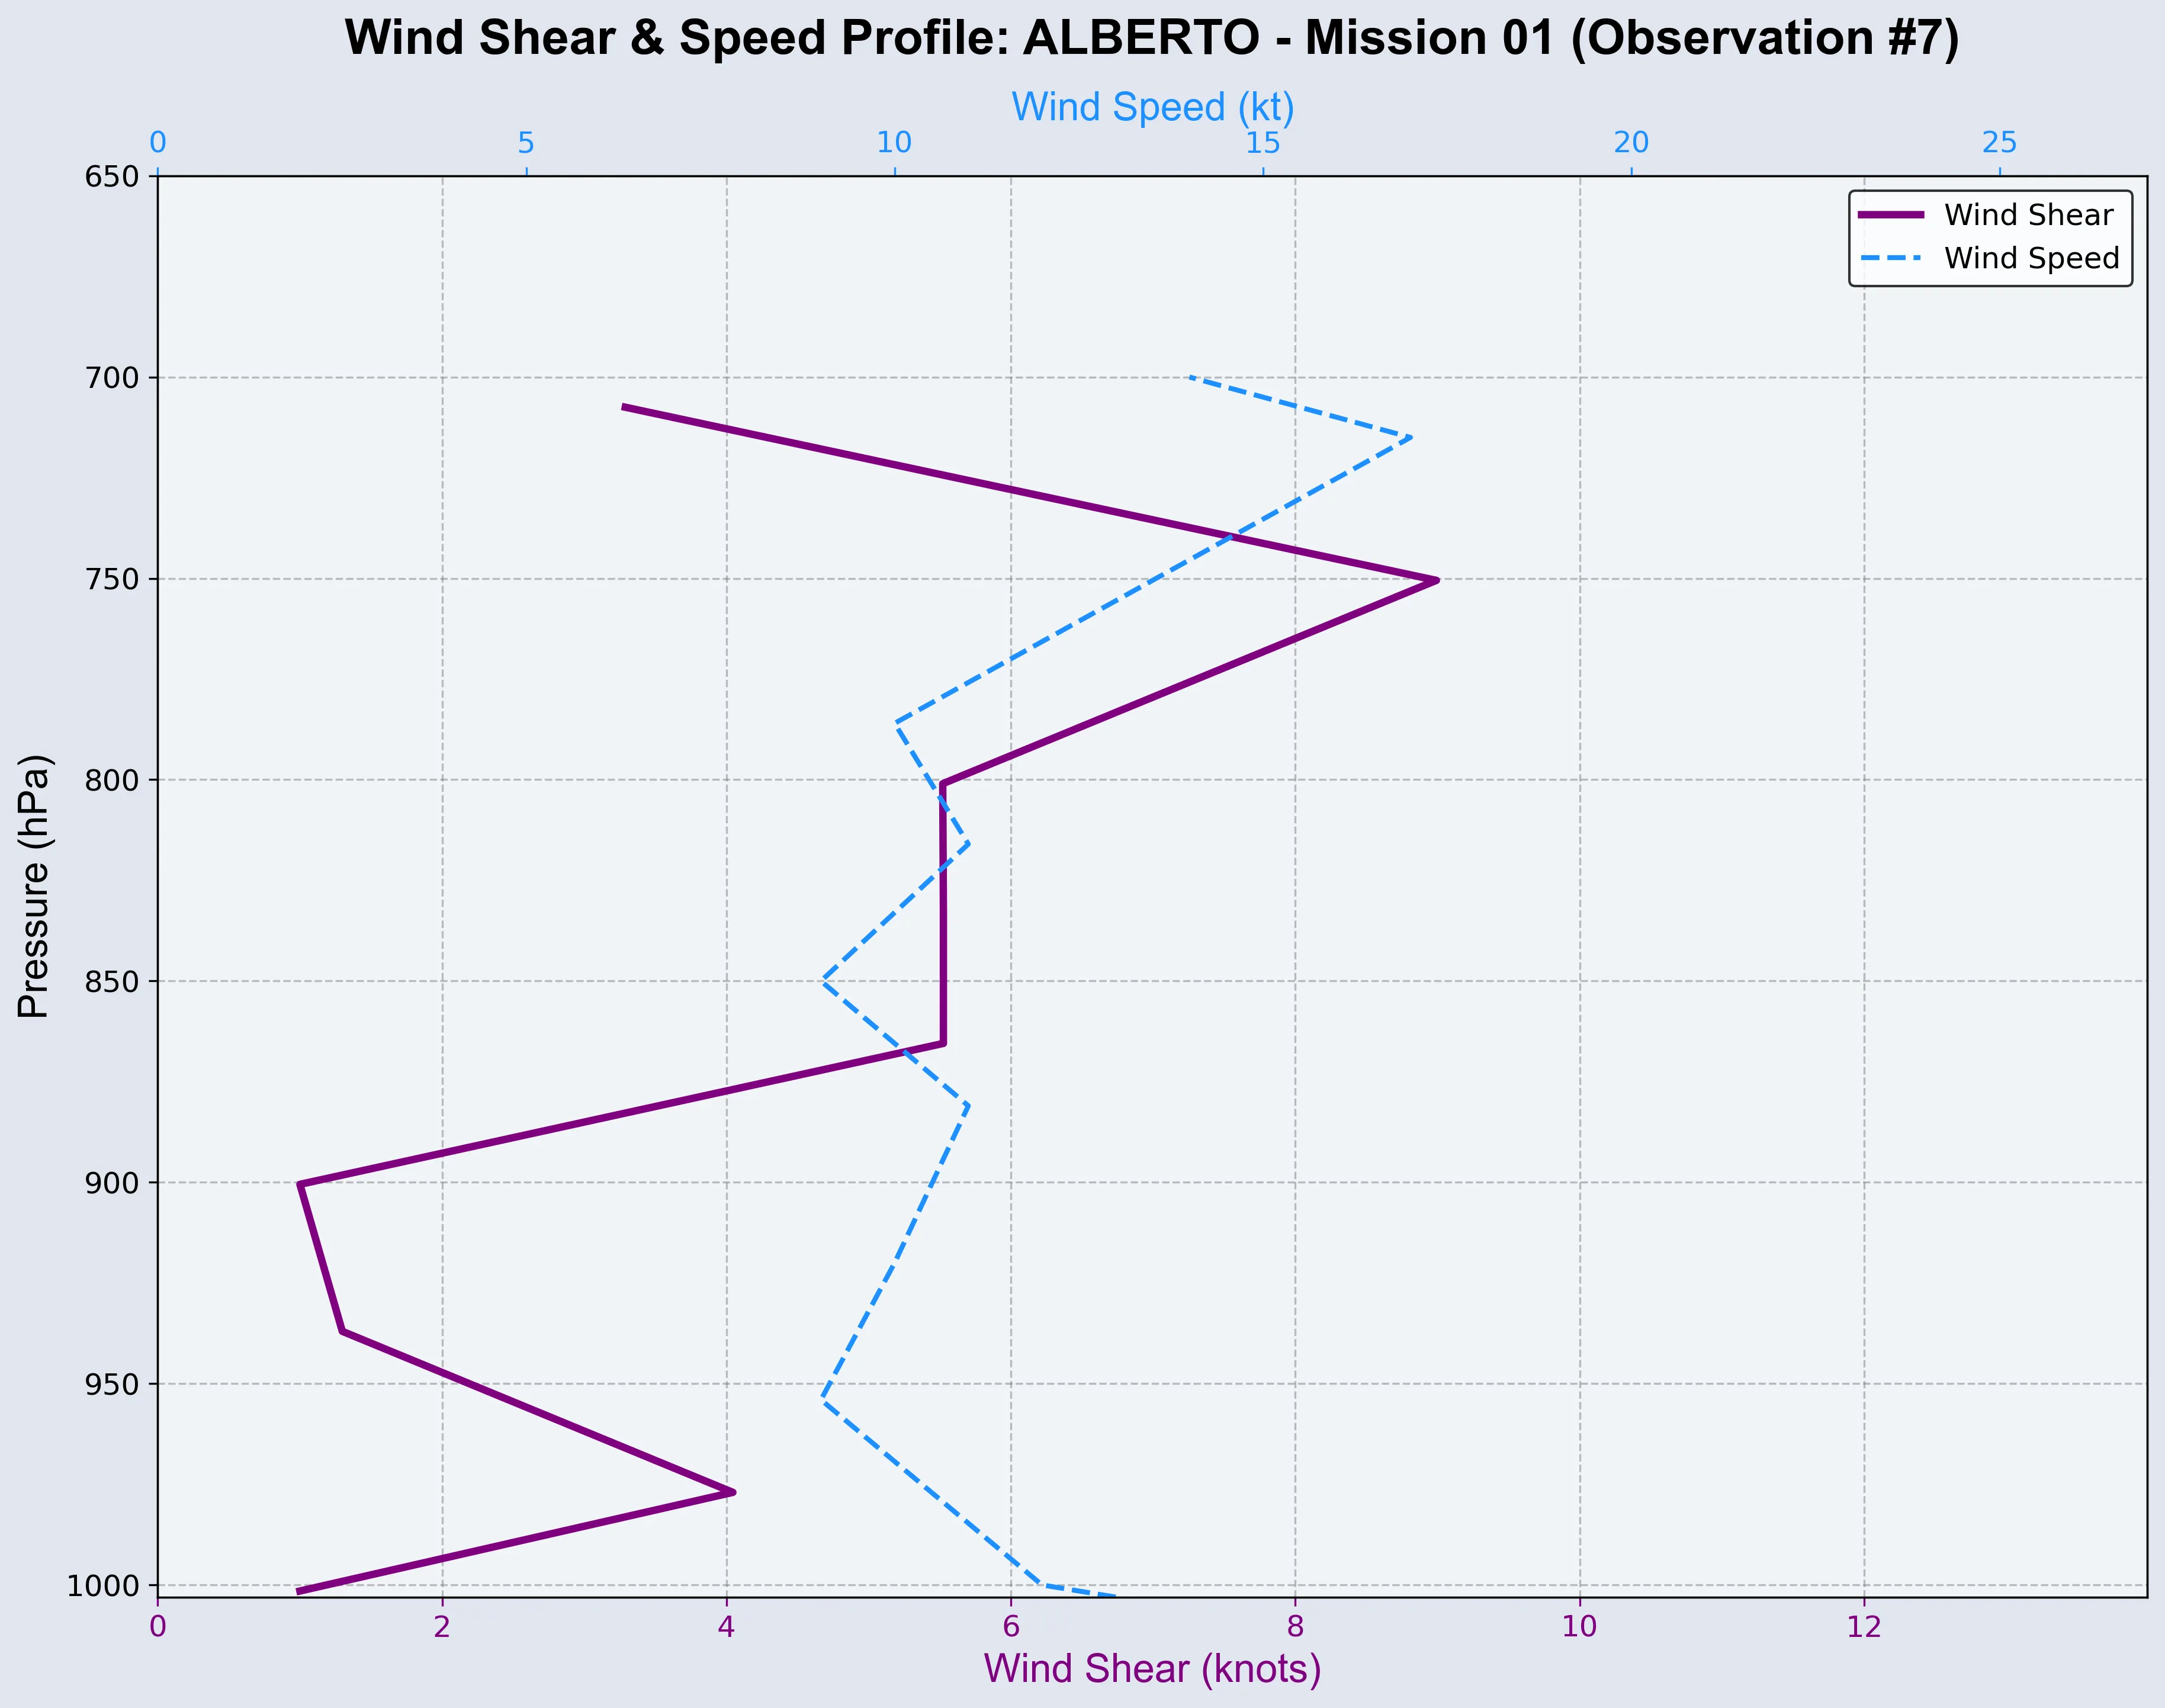 Wind Shear & Speed Profile: ALBERTO - Mission 01 (Observation #7)
Wind Speed (kt)
0 5 10 15 20 25
Wind Shear
Wind Speed
Pressure (hPa)
650
700
750
800
850
900
950
1000
0 2 4 6 8 10 12
Wind Shear (knots)